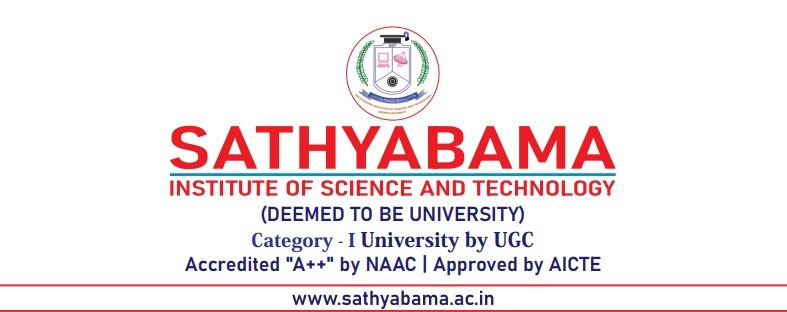 SATHYABAMA
INSTITUTE OF SCIENCE AND TECHNOLOGY
(DEEMED TO BE UNIVERSITY)
Category - I University by UGC
Accredited "A++" by NAAC | Approved by AICTE
www.sathyabama.ac.in